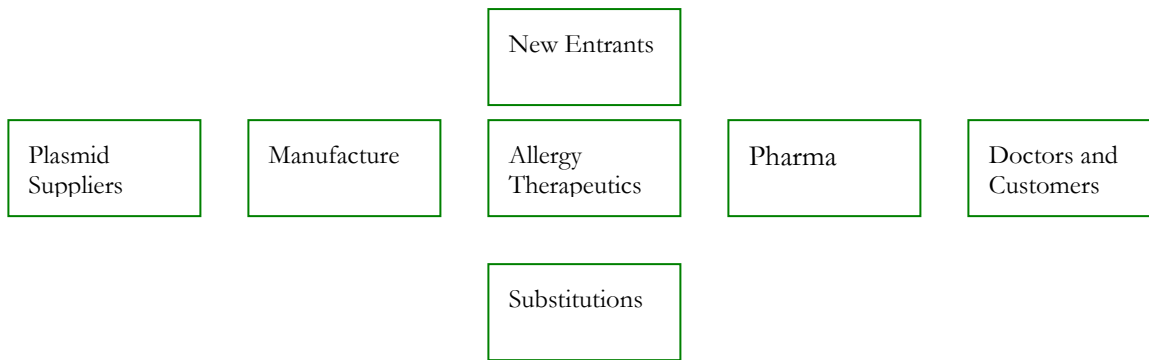 New Entrants
Plasmid
Suppliers
Manufacture
Allergy
Therapeutics
Pharma
Doctors and
Customers
Substitutions